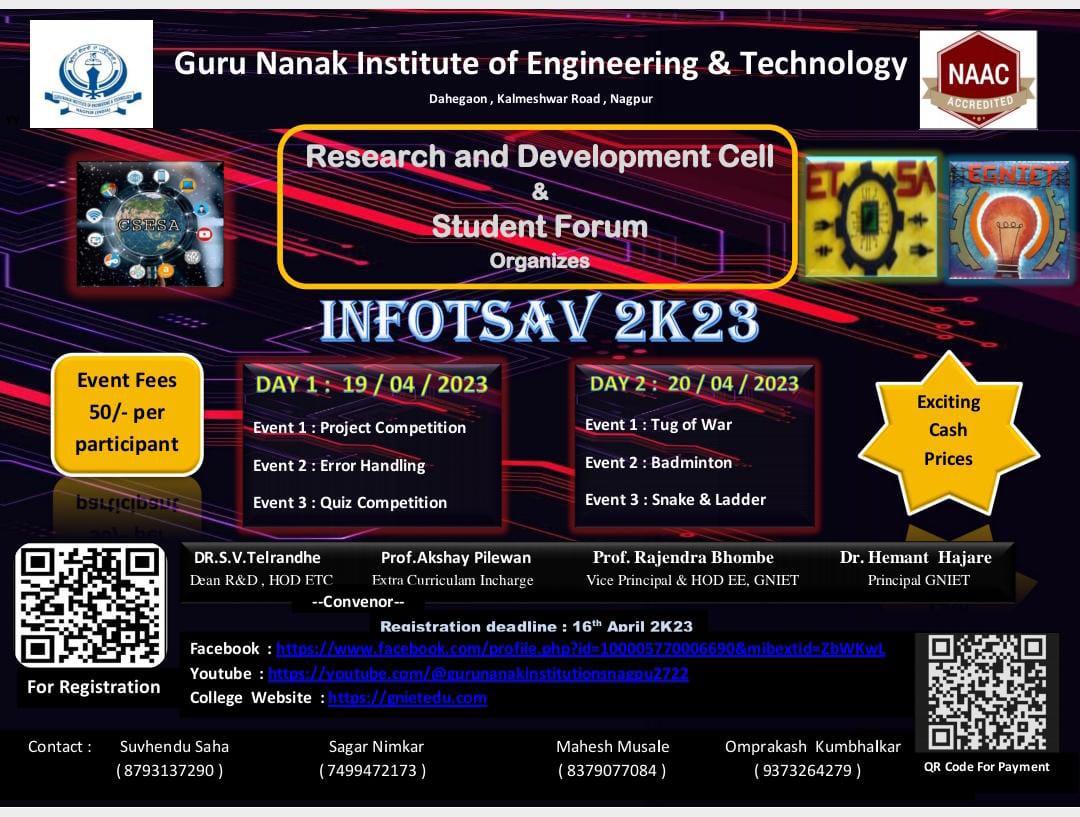 Guru Nanak Institute of Engineering & Technology
Dahegaon , Kalmeshwar Road , Nagpur
NAAC
ACCREDITED
Research and Development Cell
&
Student Forum
Organizes
CSESA
ET SA
EGNIET
INFOTSAV 2K23
Event Fees
50/- per
participant
DAY 1 : 19 / 04 / 2023
Event 1 : Project Competition
Event 2 : Error Handling
Event 3 : Quiz Competition
DAY 2 : 20 / 04 / 2023
Event 1 : Tug of War
Event 2 : Badminton
Event 3 : Snake & Ladder
Exciting
Cash
Prices
DR.S.V.Telrandhe Prof.Akshay Pilewan Prof. Rajendra Bhombe Dr. Hemant Hajare
Dean R&D , HOD ETC Extra Curriculam Incharge Vice Principal & HOD EE, GNIET Principal GNIET
--Convenor--
Registration deadline : 16th April 2K23
Facebook : https://www.facebook.com/profile.php?id=100005770006690&mibextid=ZbWKwL
Youtube : https://youtube.com/@gurunanakinstitutionsnagpu2722
College Website : https://gnietedu.com
For Registration
Contact : Suvhendu Saha Sagar Nimkar Mahesh Musale Omprakash Kumbhalkar
( 8793137290 ) ( 7499472173 ) ( 8379077084 ) ( 9373264279 )
QR Code For Payment